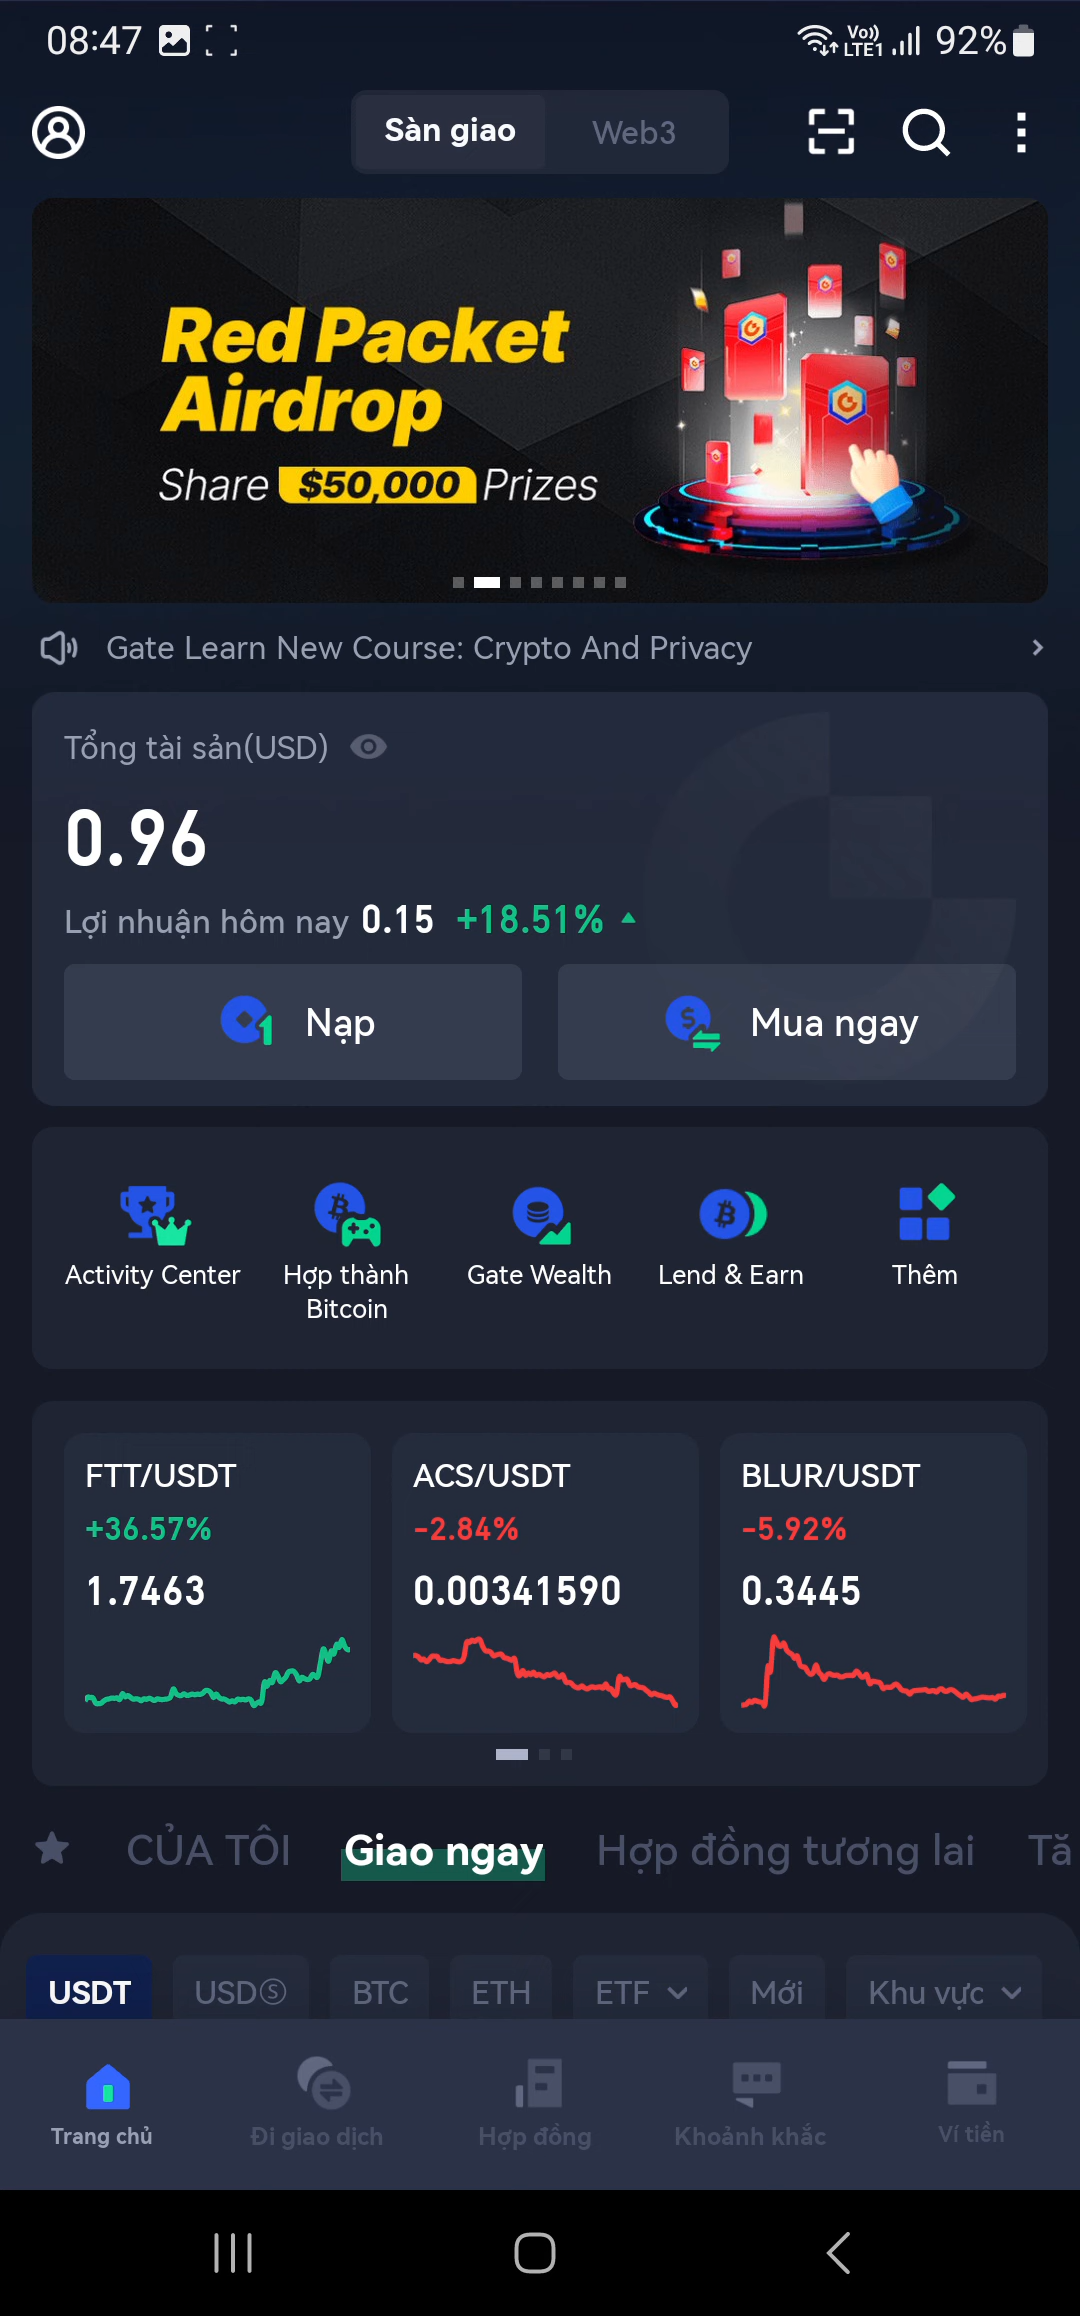 08:47
Vo))
LTE1
92%
Sàn giao
Web3
Red Packet
Airdrop
Share $50,000 Prizes
Gate Learn New Course: Crypto And Privacy
Tổng tài sản(USD)
0.96
Lợi nhuận hôm nay 0.15 +18.51%
Nạp
Mua ngay
Activity Center
Hợp thành
Bitcoin
Gate Wealth
Lend & Earn
Thêm
FTT/USDT
+36.57%
1.7463
ACS/USDT
-2.84%
0.00341590
BLUR/USDT
-5.92%
0.3445
CỦA TÔI
Giao ngay
Hợp đồng tương lai
Tă
USDT
USDⓈ
BTC
ETH
ETF
Mới
Khu vực
Trang chủ
Đi giao dịch
Hợp đồng
Khoảnh khắc
Ví tiền